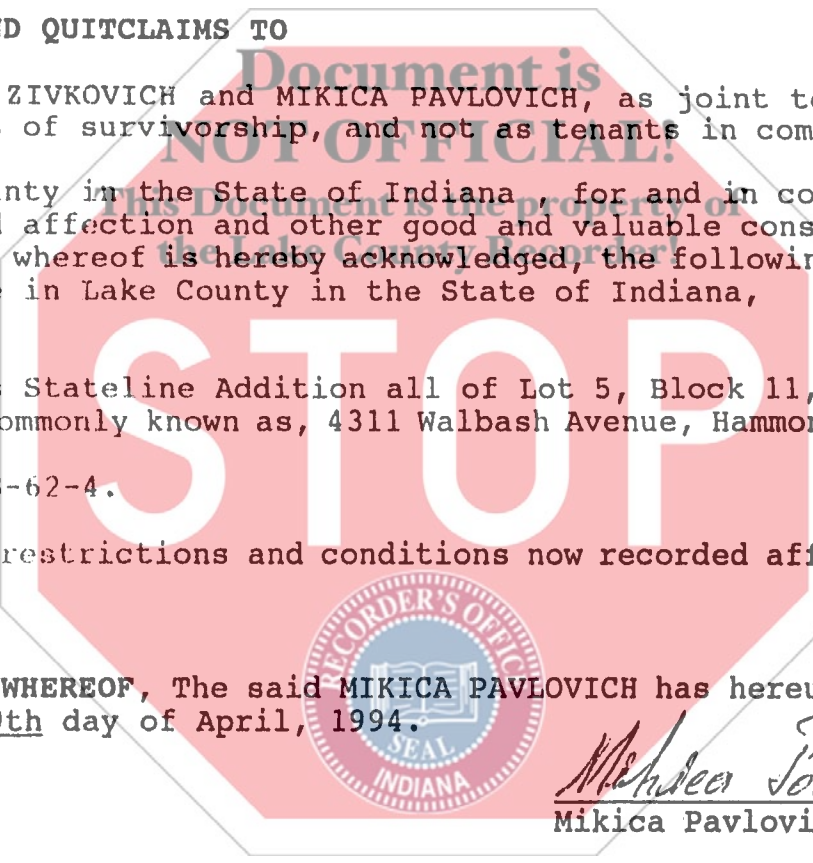 ND QUITCLAIMS TO
Document is
ZIVKOVICH and MIKICA PAVLOVICH, as joint te
of survivorship, and not as tenants in com
NOT OFFICIAL!
nty in the State of Indiana , for and in co
This Document is the property of
affection and other good and valuable cons
the Lake County Recorder!
whereof is hereby acknowledged, the followin
in Lake County in the State of Indiana,
STOP
s Stateline Addition all of Lot 5, Block 11,
ommonly known as, 4311 Walbash Avenue, Hammon
-62-4.
restrictions and conditions now recorded aff
RECORDER'S OFFICE
WHEREOF, The said MIKICA PAVLOVICH has hereu
9th day of April, 1994.
SEAL
INDIANA
Mikica Pavlovi